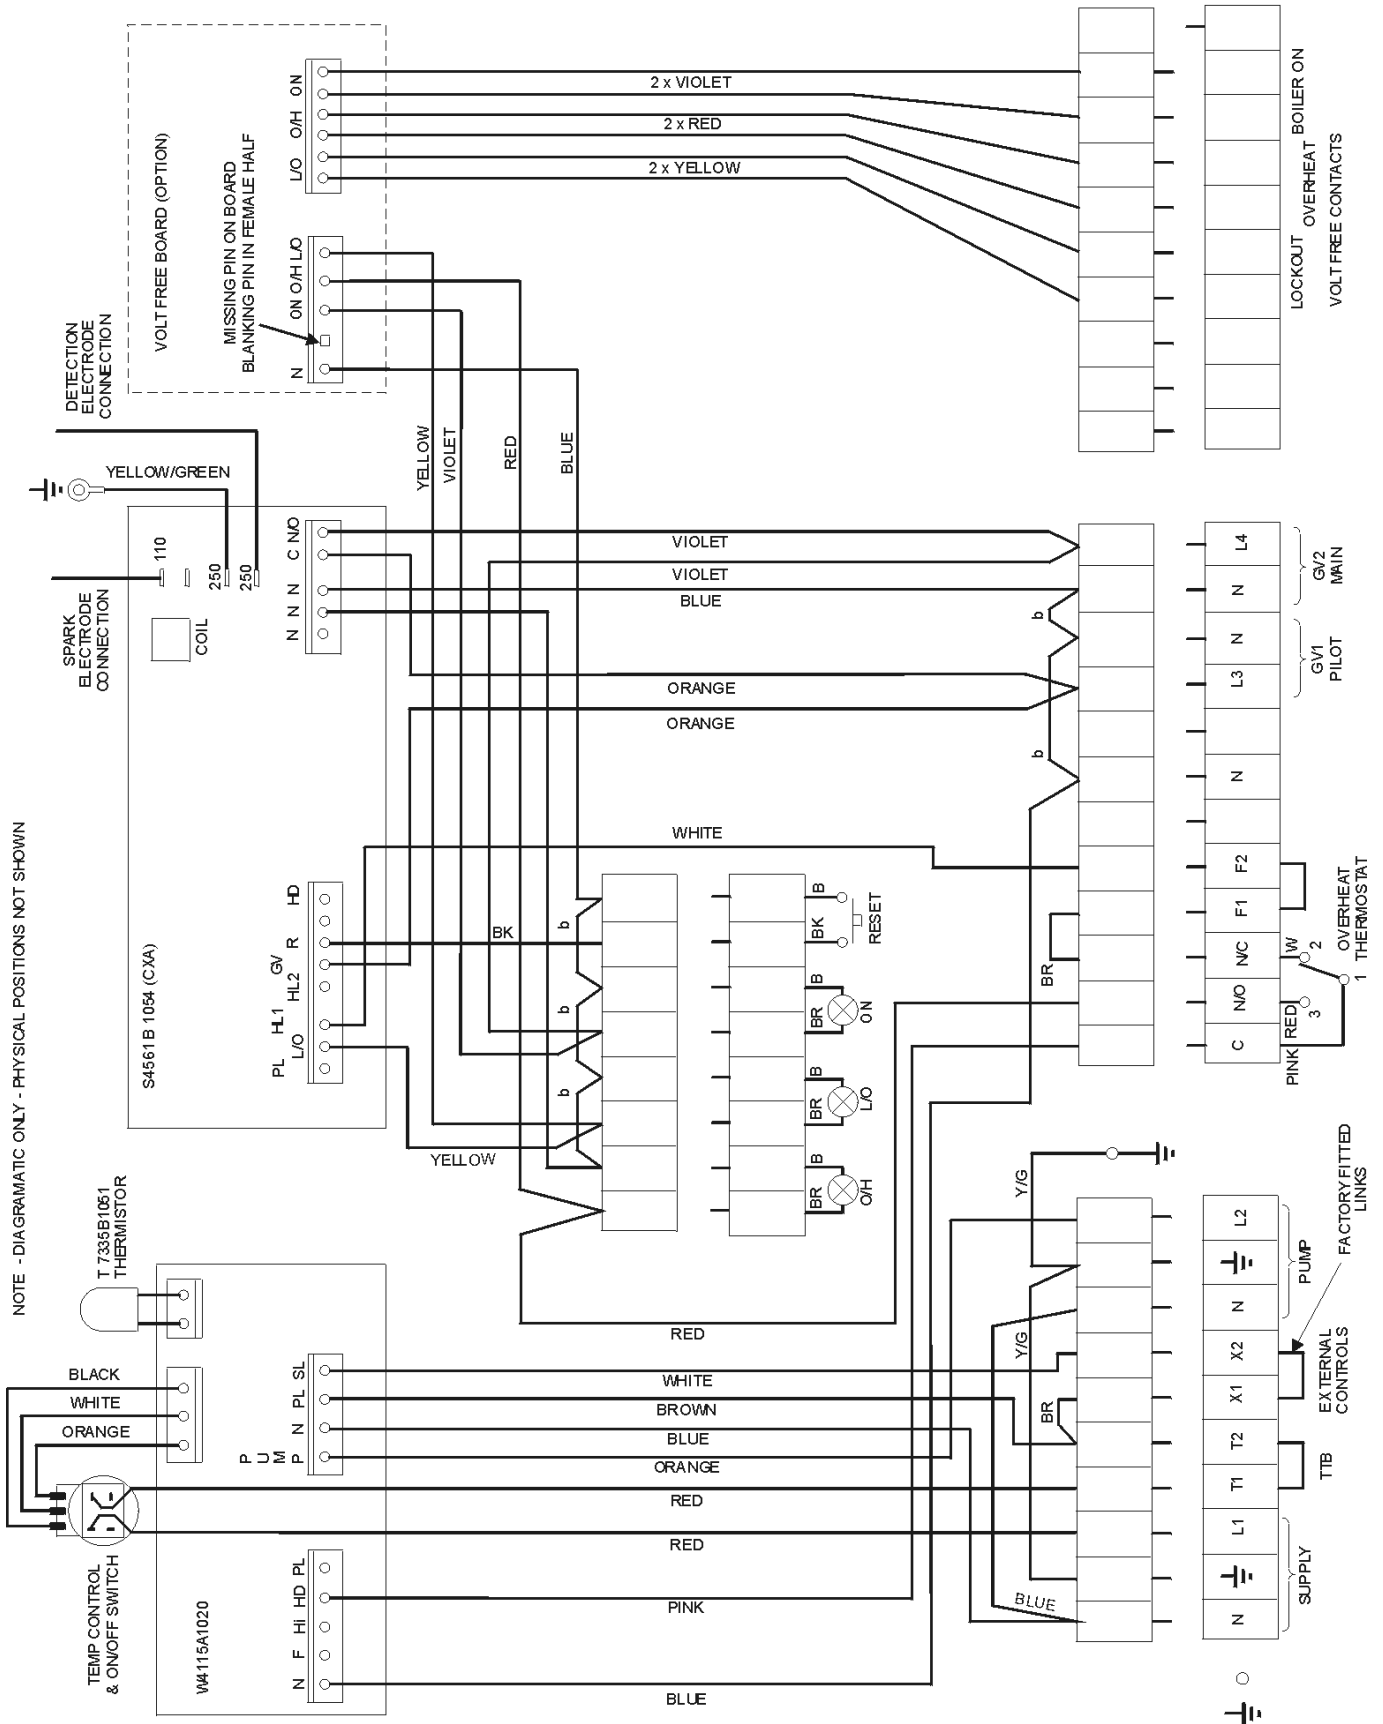 NOTE - DIAGRAMATIC ONLY - PHYSICAL POSITIONS NOT SHOWN
VOLT FREE BOARD (OPTION)
MISSING PIN ON BOARD
BLANKING PIN IN FEMALE HALF
L/O O/H ON
N ON O/H L/O
2 x VIOLET
2 x RED
2 x YELLOW
LOCKOUT OVERHEAT BOILER ON
VOLT FREE CONTACTS
DETECTION
ELECTRODE
CONNECTION
YELLOW/GREEN
SPARK
ELECTRODE
CONNECTION
110
250
250
COIL
N N N C N/O
YELLOW
VIOLET
RED
BLUE
VIOLET
VIOLET
BLUE
b
b
ORANGE
ORANGE
L4
N
N
L3
N
F2
F1
N/C
N/O
C
GV2
MAIN
GV1
PILOT
S4561 B 1054 (CXA)
PL L/O HL1 HL2 GV R HD
WHITE
BK
b
b
b
YELLOW
B
BK
RESET
B
BR
ON
B
BR
L/O
B
BR
O/H
BR
W
2
RED
3
PINK
1
OVERHEAT
THERMOSTAT
T 7335B1051
THERMISTOR
BLACK
WHITE
ORANGE
TEMP CONTROL
& ON/OFF SWITCH
W4115A1020
P
U
M
P N PL SL
N F Hi HD PL
RED
WHITE
BROWN
BLUE
ORANGE
RED
RED
PINK
BLUE
Y/G
Y/G
BR
BLUE
L2
N
X2
X1
T2
T1
L1
N
PUMP
EXTERNAL
CONTROLS
TTB
SUPPLY
FACTORY FITTED
LINKS